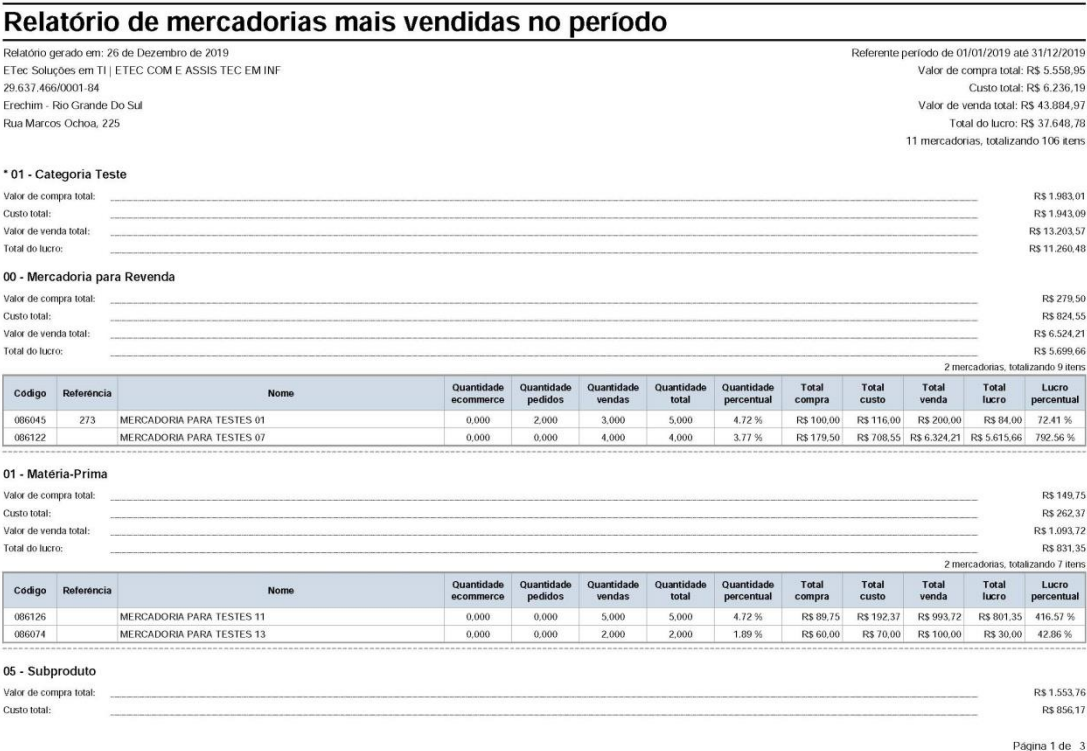 Relatório de mercadorias mais vendidas no período
Relatório gerado em: 26 de Dezembro de 2019 Referente período de 01/01/2019 até 31/12/2019
ETec Soluções em TI | ETEC COM E ASSIS TEC EM INF Valor de compra total: R$ 5.558,95
29.637.466/0001-84 Custo total: R$ 6.236,19
Erechim - Rio Grande Do Sul Valor de venda total: R$ 43.884,97
Rua Marcos Ochoa, 225 Total do lucro: R$ 37.648,78
11 mercadorias, totalizando 106 itens
* 01 - Categoria Teste
Valor de compra total: R$ 1.983,01
Custo total: R$ 1.943,09
Valor de venda total: R$ 13.203,57
Total do lucro: R$ 11.260,48
00 - Mercadoria para Revenda
Valor de compra total: R$ 279,50
Custo total: R$ 824,55
Valor de venda total: R$ 6.524,21
Total do lucro: R$ 5.699,66
2 mercadorias, totalizando 9 itens
Código Referência Nome Quantidade ecommerce Quantidade pedidos Quantidade vendas Quantidade total Quantidade percentual Total compra Total custo Total venda Total lucro Lucro percentual
086045 273 MERCADORIA PARA TESTES 01 0,000 2,000 3,000 5,000 4.72 % R$ 100,00 R$ 116,00 R$ 200,00 R$ 84,00 72.41 %
086122 MERCADORIA PARA TESTES 07 0,000 0,000 4,000 4,000 3.77 % R$ 179,50 R$ 708,55 R$ 6.324,21 R$ 5.615,66 792.56 %
01 - Matéria-Prima
Valor de compra total: R$ 149,75
Custo total: R$ 262,37
Valor de venda total: R$ 1.093,72
Total do lucro: R$ 831,35
2 mercadorias, totalizando 7 itens
Código Referência Nome Quantidade ecommerce Quantidade pedidos Quantidade vendas Quantidade total Quantidade percentual Total compra Total custo Total venda Total lucro Lucro percentual
086126 MERCADORIA PARA TESTES 11 0,000 0,000 5,000 5,000 4.72 % R$ 89,75 R$ 192,37 R$ 993,72 R$ 801,35 416.57 %
086074 MERCADORIA PARA TESTES 13 0,000 0,000 2,000 2,000 1.89 % R$ 60,00 R$ 70,00 R$ 100,00 R$ 30,00 42.86 %
05 - Subproduto
Valor de compra total: R$ 1.553,76
Custo total: R$ 856,17
Página 1 de 3